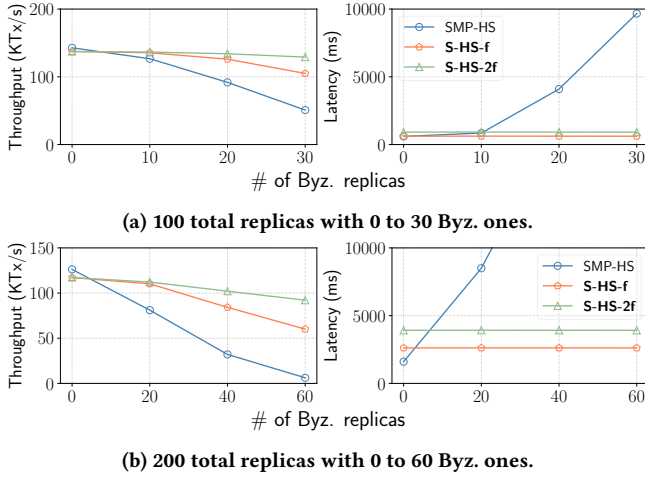 200
100
0
Throughput (KTx/s)
0
10
20
30
# of Byz. replicas
10000
5000
0
Latency (ms)
SMP-HS
S-HS-f
S-HS-2f
0
10
20
30
(a) 100 total replicas with 0 to 30 Byz. ones.
150
100
50
0
Throughput (KTx/s)
0
20
40
60
# of Byz. replicas
10000
5000
0
Latency (ms)
SMP-HS
S-HS-f
S-HS-2f
0
20
40
60
(b) 200 total replicas with 0 to 60 Byz. ones.